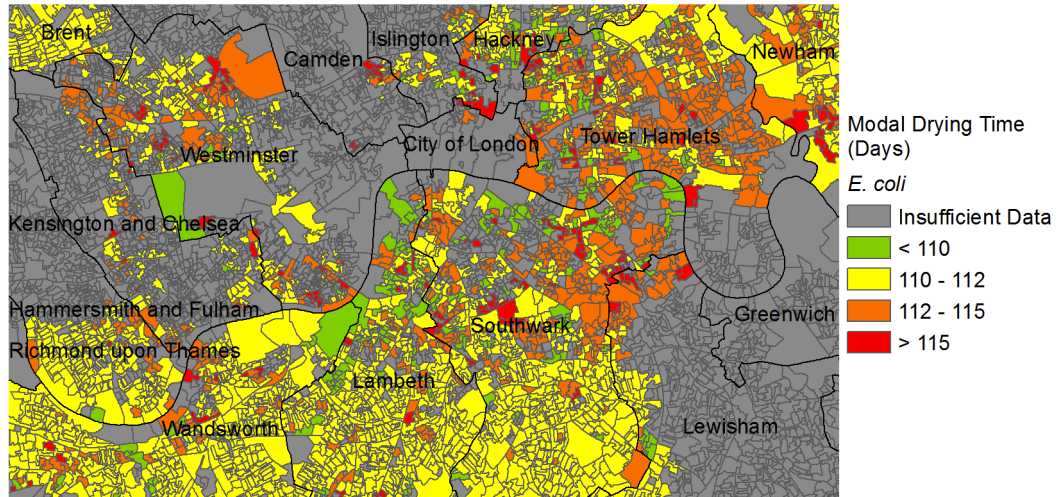 Brent
Islington
Hackney
Camden
Newham
Tower Hamlets
City of London
Westminster
Kensington and Chelsea
Hammersmith and Fulham
Greenwich
Southwark
Richmond upon Thames
Lambeth
Wandsworth
Lewisham
Modal Drying Time
(Days)
E. coli
Insufficient Data
< 110
110 - 112
112 - 115
> 115